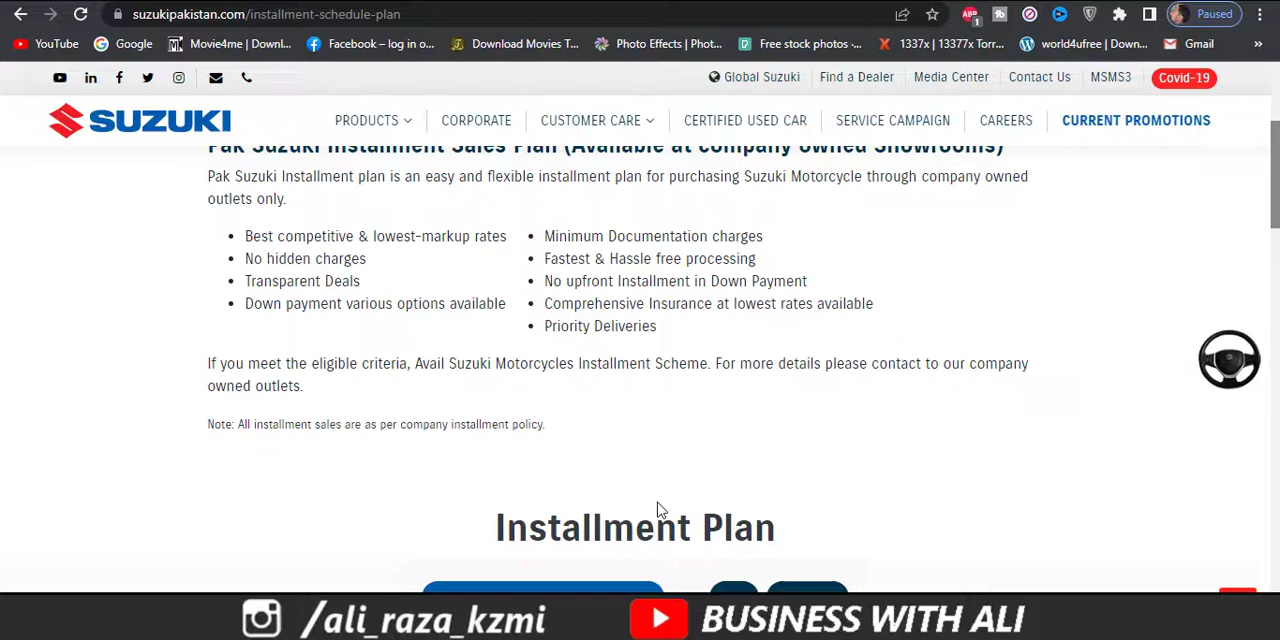 suzukipakistan.com/installment-schedule-plan
ABP
1
tb
Paused
YouTube
Google
Movie4me | Downl...
Facebook – log in o...
Download Movies T...
Photo Effects | Phot...
Free stock photos -...
1337x | 13377x Torr...
world4ufree | Down...
Gmail
»
Global Suzuki
Find a Dealer
Media Center
Contact Us
MSMS3
Covid-19
SUZUKI
PRODUCTS
CORPORATE
CUSTOMER CARE
CERTIFIED USED CAR
SERVICE CAMPAIGN
CAREERS
CURRENT PROMOTIONS
Pak Suzuki Installment Sales Plan (Available at company owned Showrooms)
Pak Suzuki Installment plan is an easy and flexible installment plan for purchasing Suzuki Motorcycle through company owned
outlets only.
• Best competitive & lowest-markup rates
• No hidden charges
• Transparent Deals
• Down payment various options available
• Minimum Documentation charges
• Fastest & Hassle free processing
• No upfront Installment in Down Payment
• Comprehensive Insurance at lowest rates available
• Priority Deliveries
If you meet the eligible criteria, Avail Suzuki Motorcycles Installment Scheme. For more details please contact to our company
owned outlets.
Note: All installment sales are as per company installment policy.
Installment Plan
/ali_raza_kzmi
BUSINESS WITH ALI